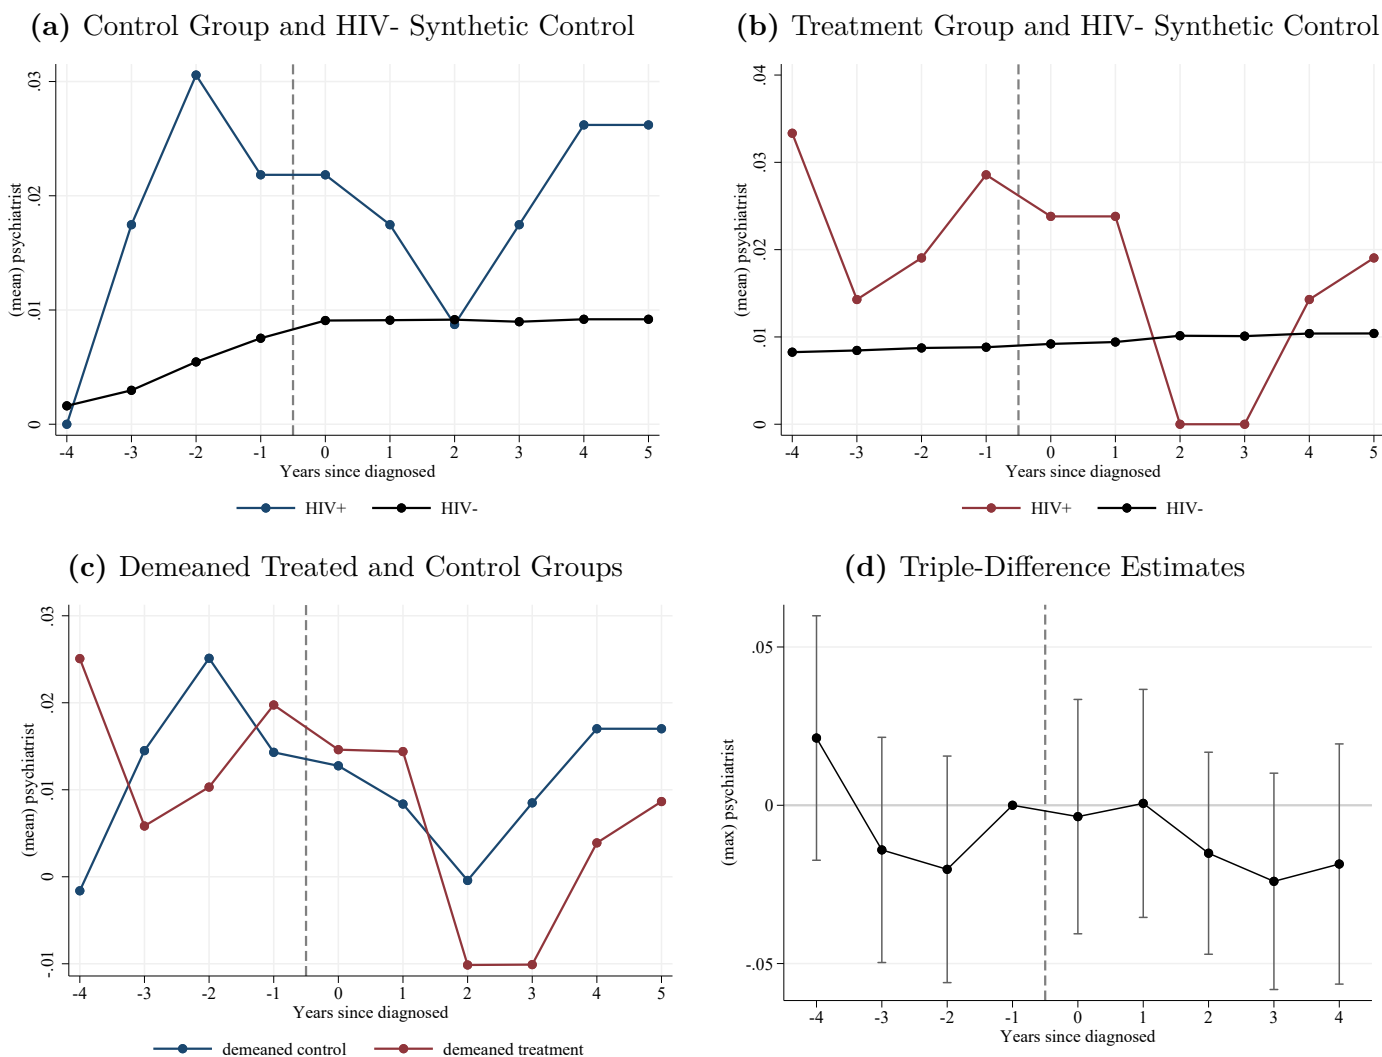 (a) Control Group and HIV- Synthetic Control
(mean) psychiatrist
.03
.02
.01
0
-4 -3 -2 -1 0 1 2 3 4 5
Years since diagnosed
HIV+ HIV-
(b) Treatment Group and HIV- Synthetic Control
(mean) psychiatrist
.04
.03
.02
.01
0
-4 -3 -2 -1 0 1 2 3 4 5
Years since diagnosed
HIV+ HIV-
(c) Demeaned Treated and Control Groups
(mean) psychiatrist
.03
.02
.01
0
-.01
-4 -3 -2 -1 0 1 2 3 4 5
Years since diagnosed
demeaned control demeaned treatment
(d) Triple-Difference Estimates
(max) psychiatrist
.05
0
-.05
-4 -3 -2 -1 0 1 2 3 4
Years since diagnosed